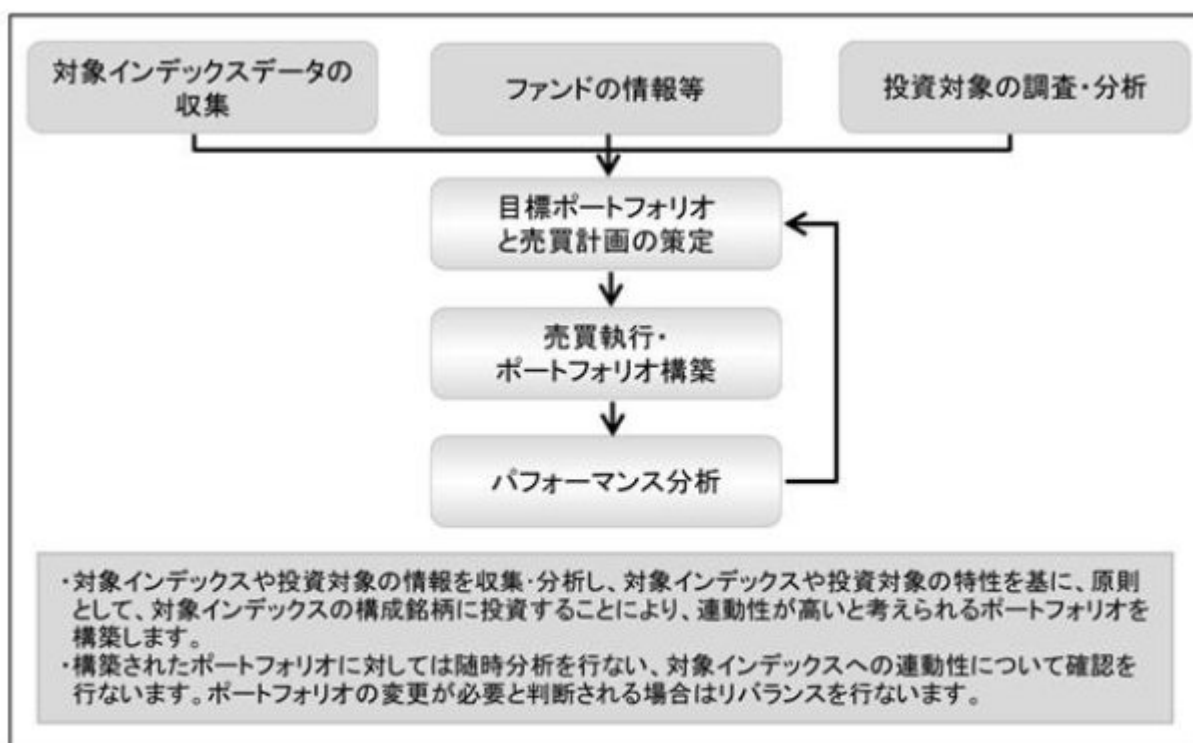 対象インデックスデータの
収集
ファンドの情報等
投資対象の調査・分析
目標ポートフォリオ
と売買計画の策定
売買執行・
ポートフォリオ構築
パフォーマンス分析
・対象インデックスや投資対象の情報を収集・分析し、対象インデックスや投資対象の特性を基に、原則
として、対象インデックスの構成銘柄に投資することにより、連動性が高いと考えられるポートフォリオを
構築します。
・構築されたポートフォリオに対しては随時分析を行ない、対象インデックスへの連動性について確認を
行ないます。ポートフォリオの変更が必要と判断される場合はリバランスを行ないます。